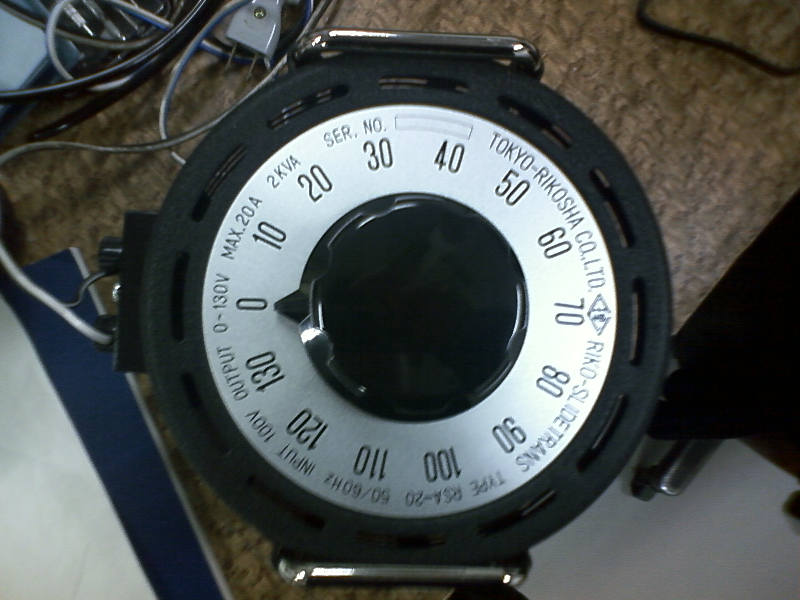 SER. NO.
TOKYO-RIKOSHA CO.,LTD.
RIKO-SLIDETRANS
TYPE RSA-20
50/60HZ
INPUT 100V
OUTPUT 0~130V
MAX.20A
2KVA
0
10
20
30
40
50
60
70
80
90
100
110
120
130